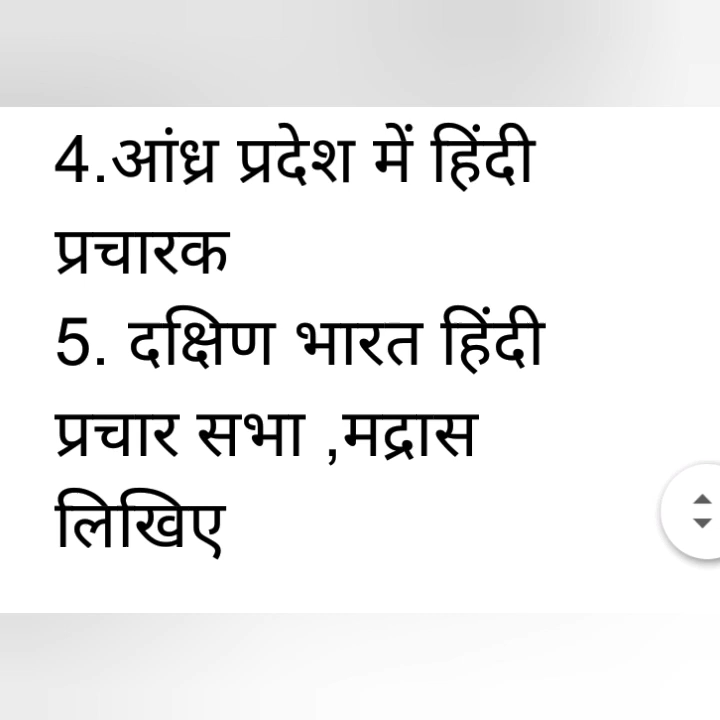 4.आंध्र प्रदेश में हिंदी
प्रचारक
5. दक्षिण भारत हिंदी
प्रचार सभा ,मद्रास
लिखिए